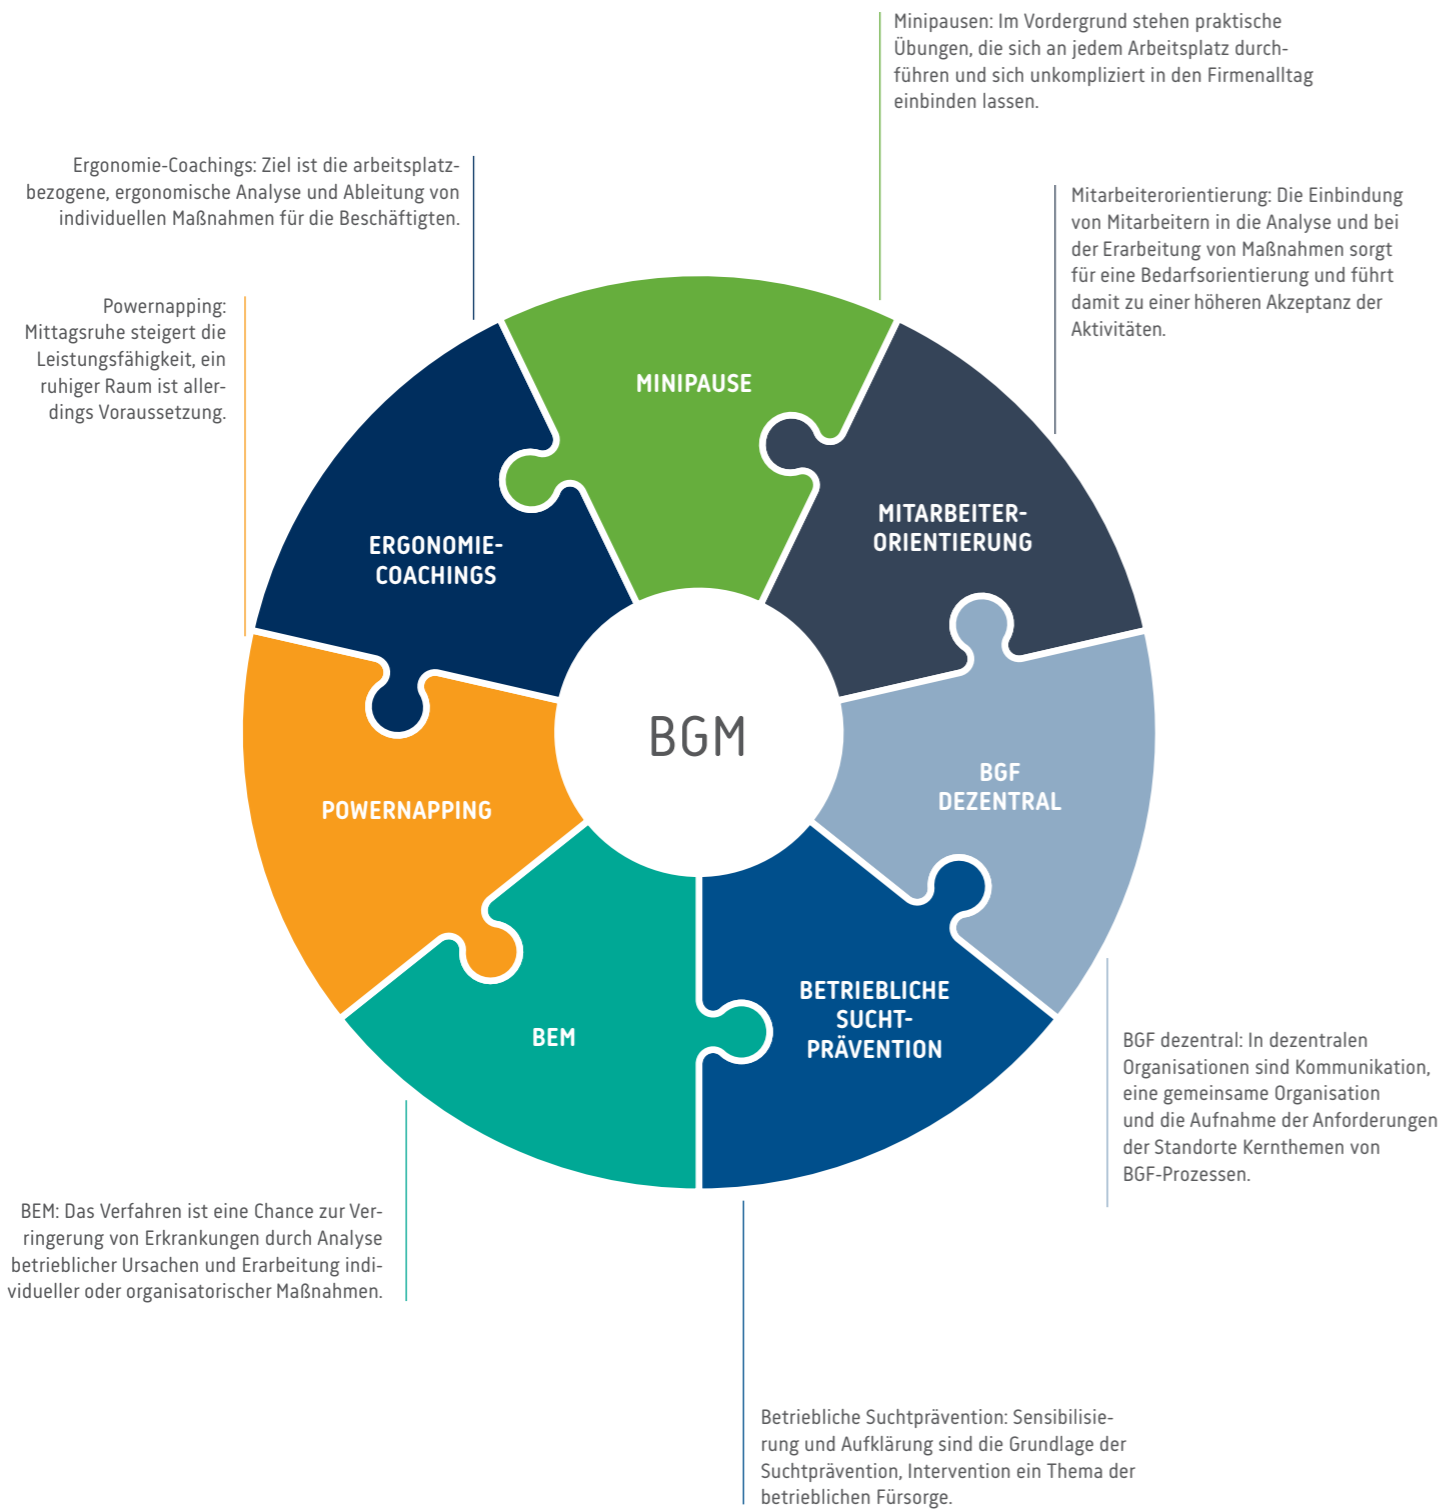 Minipausen: Im Vordergrund stehen praktische
Übungen, die sich an jedem Arbeitsplatz durch-
führen und sich unkompliziert in den Firmenalltag
einbinden lassen.
Ergonomie-Coachings: Ziel ist die arbeitsplatz-
bezogene, ergonomische Analyse und Ableitung von
individuellen Maßnahmen für die Beschäftigten.
Mitarbeiterorientierung: Die Einbindung
von Mitarbeitern in die Analyse und bei
der Erarbeitung von Maßnahmen sorgt
für eine Bedarfsorientierung und führt
damit zu einer höheren Akzeptanz der
Aktivitäten.
Powernapping:
Mittagsruhe steigert die
Leistungsfähigkeit, ein
ruhiger Raum ist aller-
dings Voraussetzung.
MINIPAUSE
MITARBEITER-
ORIENTIERUNG
ERGONOMIE-
COACHINGS
BGM
BGF
DEZENTRAL
POWERNAPPING
BETRIEBLICHE
SUCHT-
PRÄVENTION
BEM
BGF dezentral: In dezentralen
Organisationen sind Kommunikation,
eine gemeinsame Organisation
und die Aufnahme der Anforderungen
der Standorte Kernthemen von
BGF-Prozessen.
BEM: Das Verfahren ist eine Chance zur Ver-
ringerung von Erkrankungen durch Analyse
betrieblicher Ursachen und Erarbeitung indi-
vidueller oder organisatorischer Maßnahmen.
Betriebliche Suchtprävention: Sensibilisie-
rung und Aufklärung sind die Grundlage der
Suchtprävention, Intervention ein Thema der
betrieblichen Fürsorge.